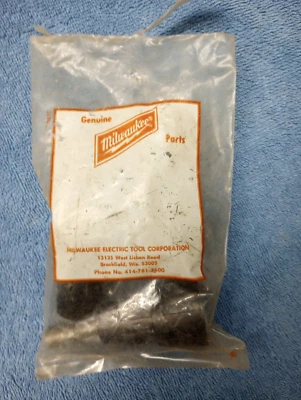 Genuine
Milwaukee
Parts
MILWAUKEE ELECTRIC TOOL CORPORATION
13135 West Lisbon Road
Brookfield, Wis. 53005
Phone No. 414-781-3600